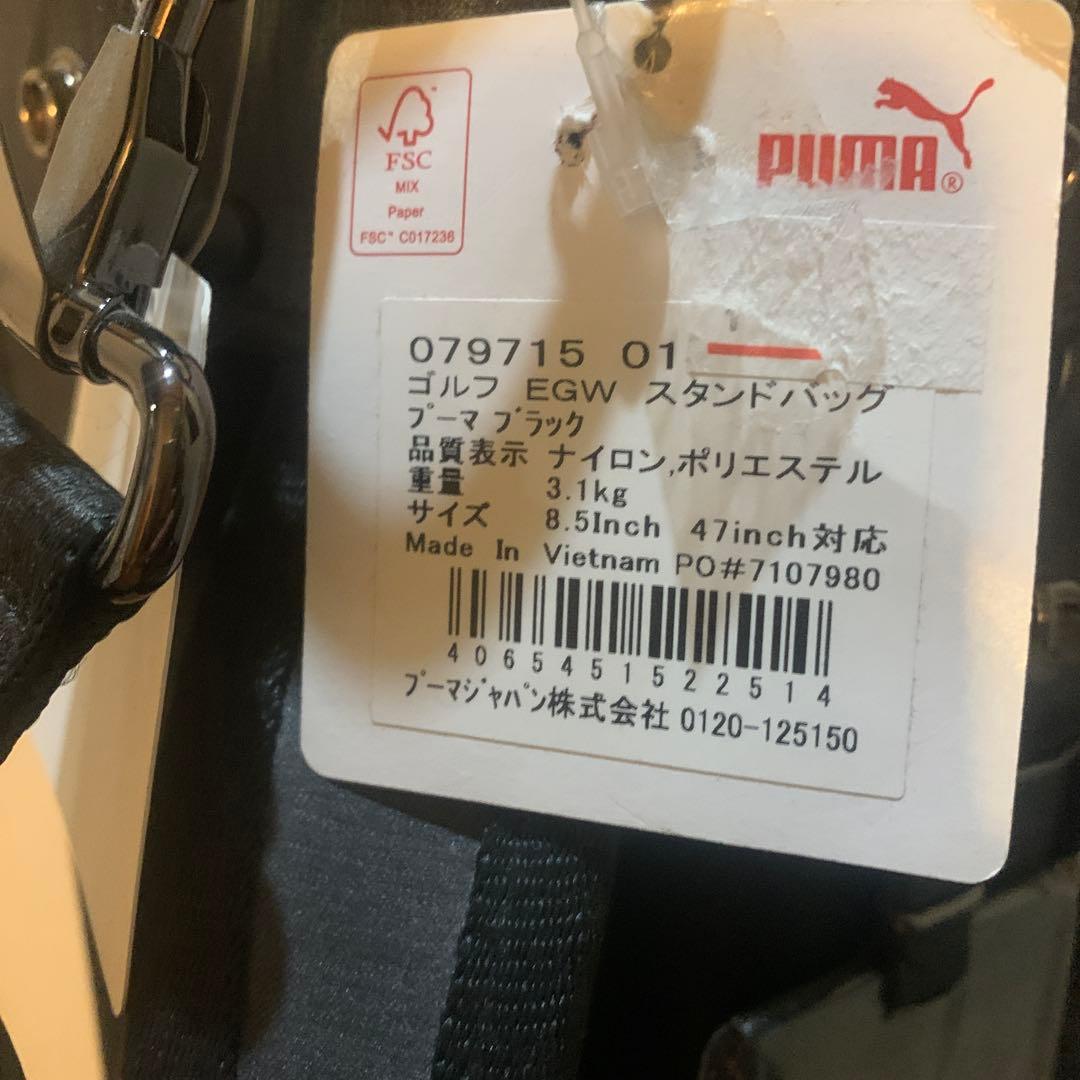 FSC
MIX
Paper
FSC™ C017236
PUMA®
079715 01
ゴルフ EGW スタンドバッグ
プーマ ブラック
品質表示 ナイロン,ポリエステル
重量 3.1kg
サイズ 8.5Inch 47inch対応
Made In Vietnam PO#7107980
4065451522514
プーマジャパン株式会社 0120-125150